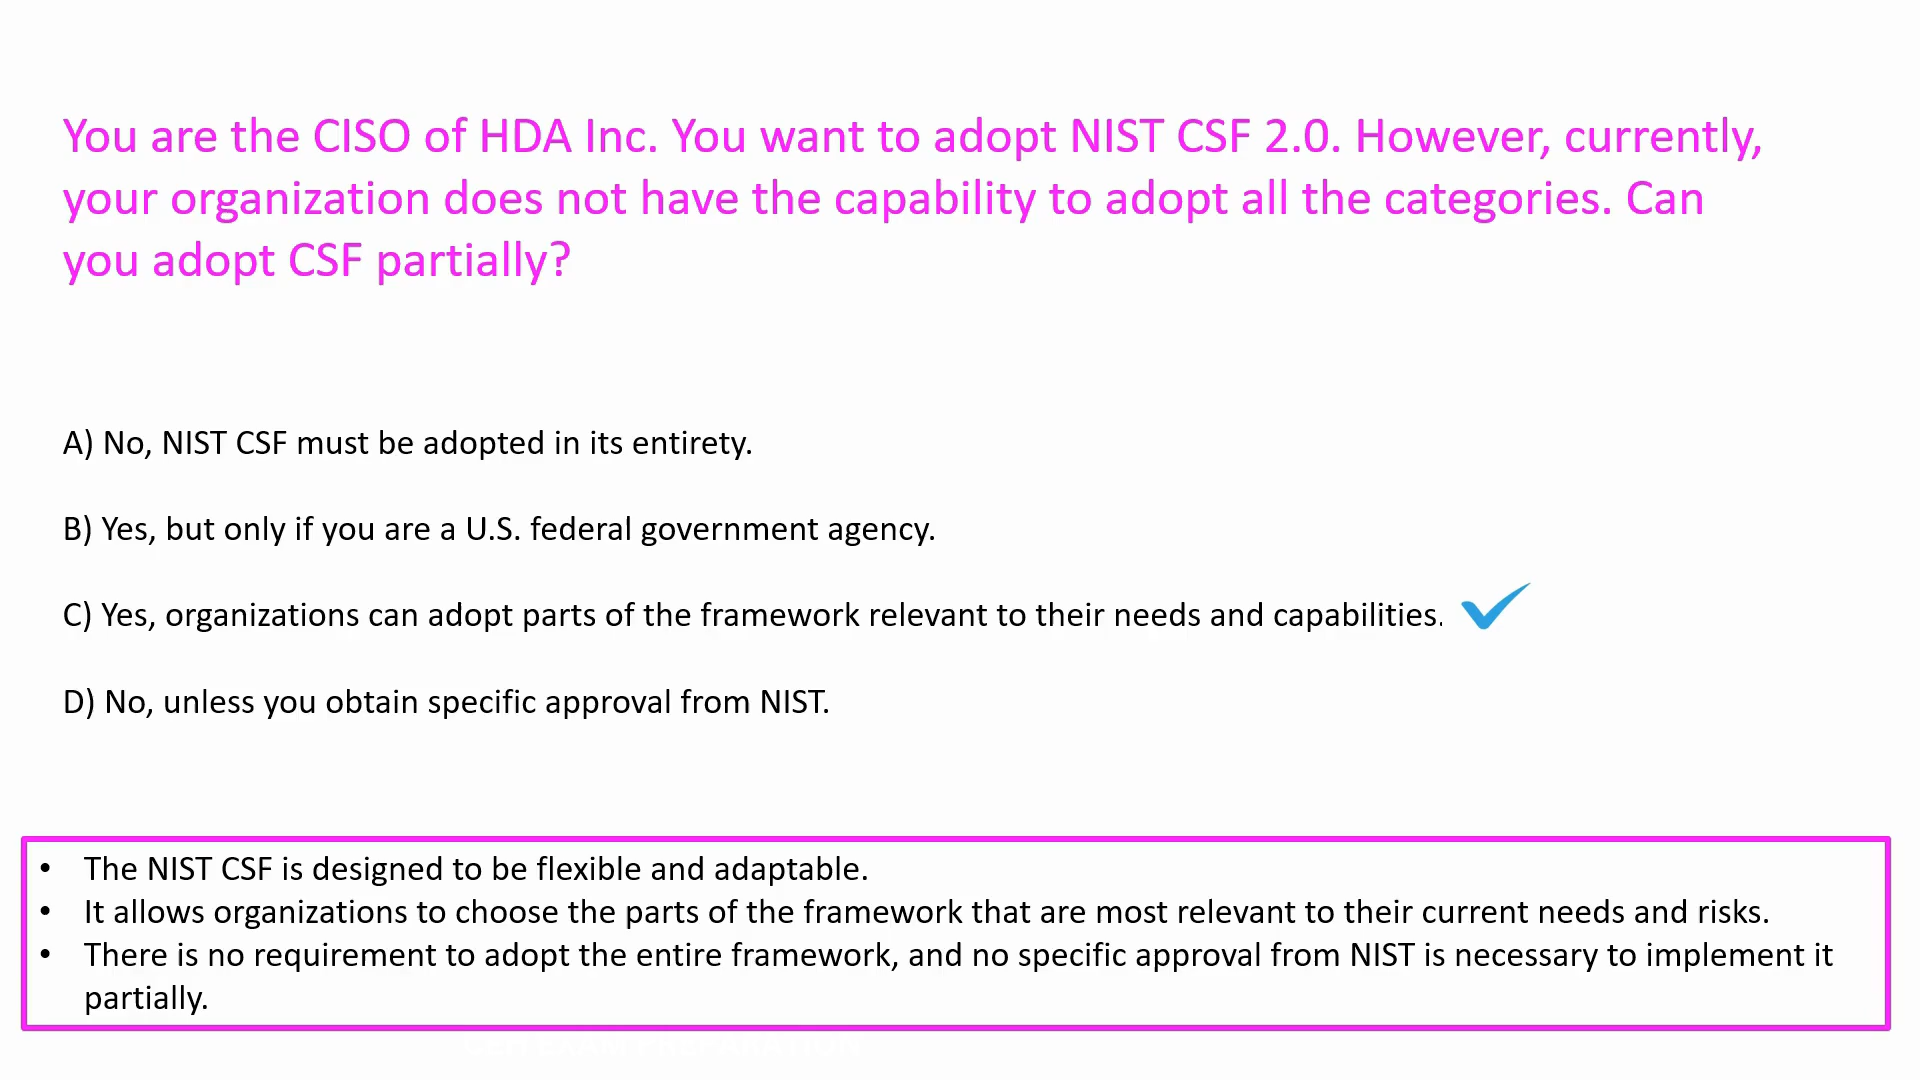 You are the CISO of HDA Inc. You want to adopt NIST CSF 2.0. However, currently,
your organization does not have the capability to adopt all the categories. Can
you adopt CSF partially?
A) No, NIST CSF must be adopted in its entirety.
B) Yes, but only if you are a U.S. federal government agency.
C) Yes, organizations can adopt parts of the framework relevant to their needs and capabilities.
D) No, unless you obtain specific approval from NIST.
• The NIST CSF is designed to be flexible and adaptable.
• It allows organizations to choose the parts of the framework that are most relevant to their current needs and risks.
• There is no requirement to adopt the entire framework, and no specific approval from NIST is necessary to implement it
partially.